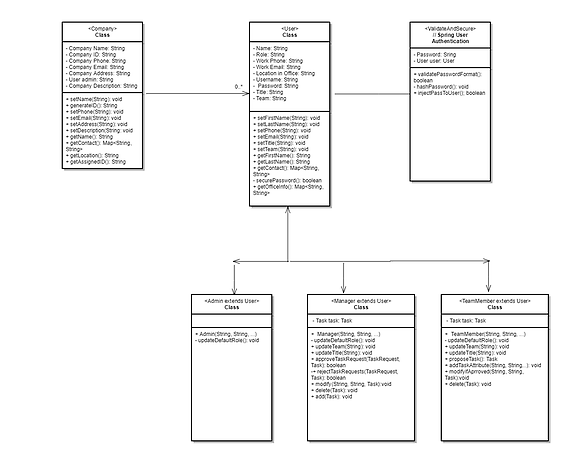 <Company>
Class
- Company Name: String
- Company ID: String
- Company Phone: String
- Company Email: String
- Company Address: String
- User admin: String
- Company Description: String
+ setName(String): void
+ generateID(): String
+ setPhone(String): void
+ setEmail(String): void
+ setAddress(String): void
+ setDescription(String): void
+ getName(): String
+ getContact(): Map<String,
String>
+ getLocation(): String
+ getAssignedID(): String
0..*
<User>
Class
- Name: String
- Role: String
- Work Phone: String
- Work Email: String
- Location in Office: String
- Username: String
- Password: String
- Title: String
- Team: String
+ setFirstName(String): void
+ setLastName(String): void
+ setPhone(String): void
+ setEmail(String): void
+ setTitle(String): void
+ setTeam(String): void
+ getFirstName(): String
+ getLastName(): String
+ getContact(): Map<String,
String>
- securePassword(): boolean
+ getOfficeInfo(): Map<String,
String>
<ValidateAndSecure>
// Spring User
Authentication
- Password: String
- User user: User
+ validatePasswordFormat():
boolean
- hashPassword(): void
+ injectPassToUser(): boolean
<Admin extends User>
Class
+ Admin(String, String, ...)
- updateDefaultRole(): void
<Manager extends User>
Class
- Task task: Task
+ Manager(String, String, ...)
- updateDefaultRole(): void
+ updateTeam(String): void
+ updateTitle(String): void
+ approveTaskRequest(TaskRequest,
Task): boolean
+ rejectTaskRequests(TaskRequest,
Task): boolean
+ modify(String, String, Task):void
+ delete(Task): void
+ add(Task): void
<TeamMember extends User>
Class
- Task task: Task
+ TeamMember(String, String, ...)
- updateDefaultRole(): void
+ updateTeam(String): void
+ updateTitle(String): void
+ proposeTask(): Task
+ addTaskAttribute(String, String...): void
+ modifyIfAprroved(String, String,
Task):void
+ delete(Task): void